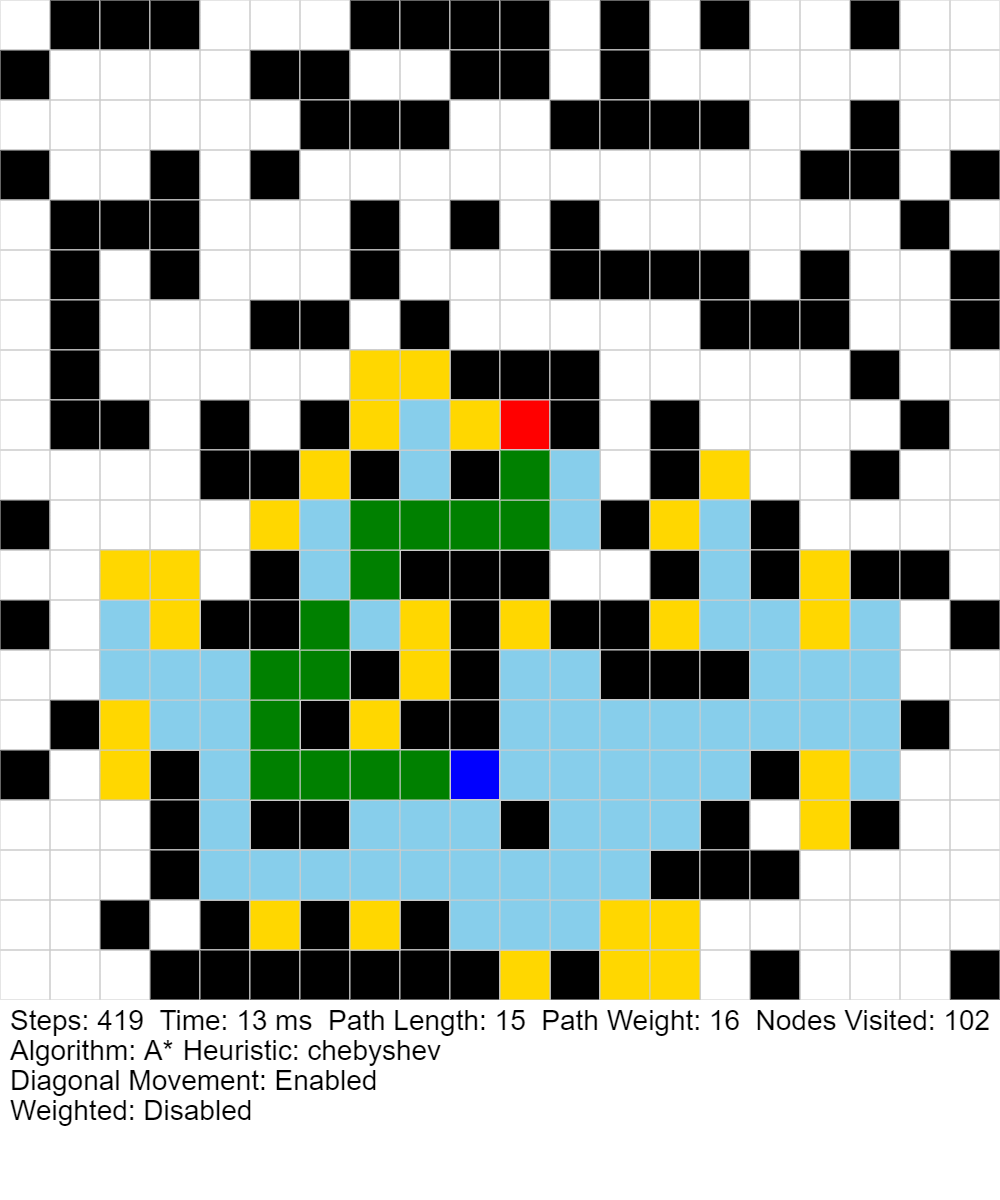 Steps: 419  Time: 13 ms  Path Length: 15  Path Weight: 16  Nodes Visited: 102
Algorithm: A* Heuristic: chebyshev
Diagonal Movement: Enabled
Weighted: Disabled